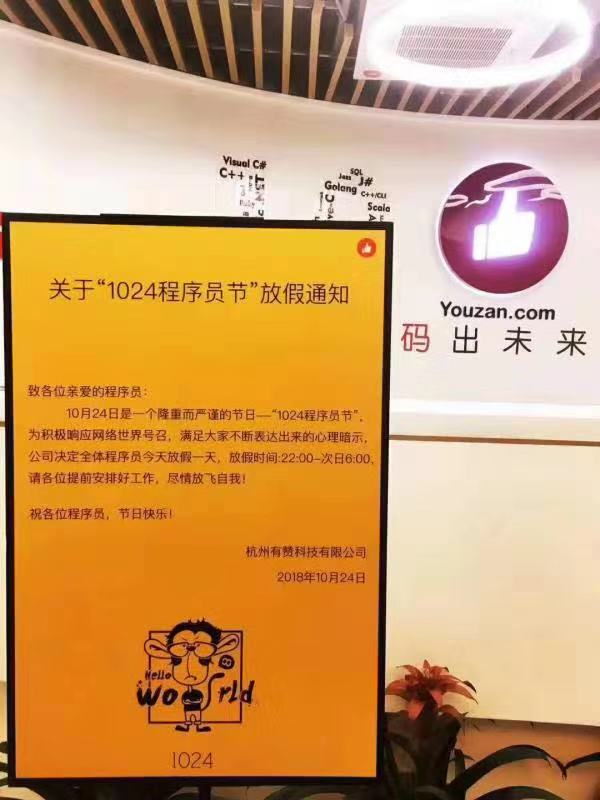 Visual C#
C++
SQL
Jass
J#
Golang
C++/CLI
Scala
Youzan.com
码出未来
关于“1024程序员节”放假通知
致各位亲爱的程序员：
10月24日是一个隆重而严谨的节日—“1024程序员节”，
为积极响应网络世界号召，满足大家不断表达出来的心理暗示，
公司决定全体程序员今天放假一天，放假时间:22:00-次日6:00，
请各位提前安排好工作，尽情放飞自我！
祝各位程序员，节日快乐！
杭州有赞科技有限公司
2018年10月24日
Hello
world
1024